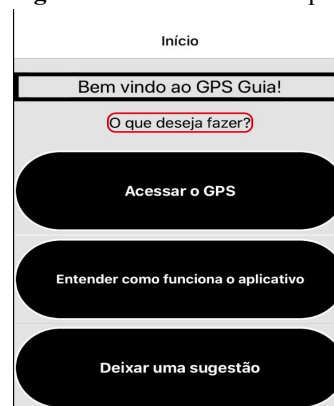 Início
Bem vindo ao GPS Guia!
O que deseja fazer?
Acessar o GPS
Entender como funciona o aplicativo
Deixar uma sugestão